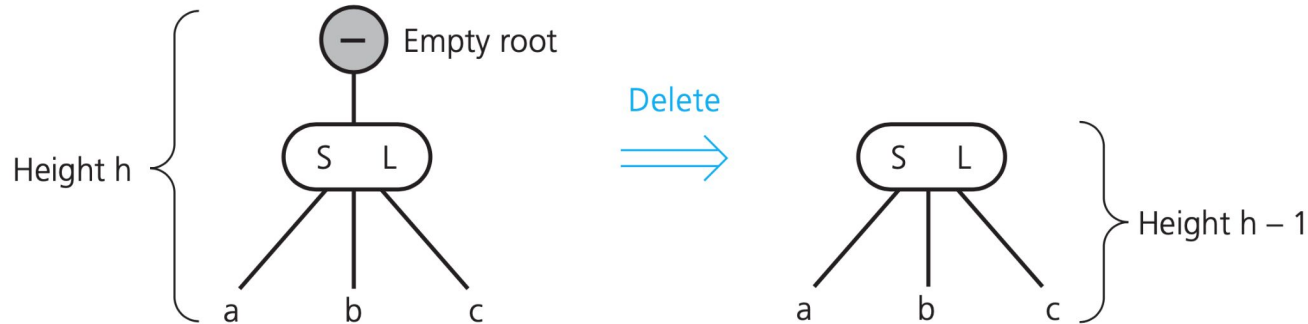 – Empty root
Delete
S L
S L
Height h
Height h – 1
a b c
a b c